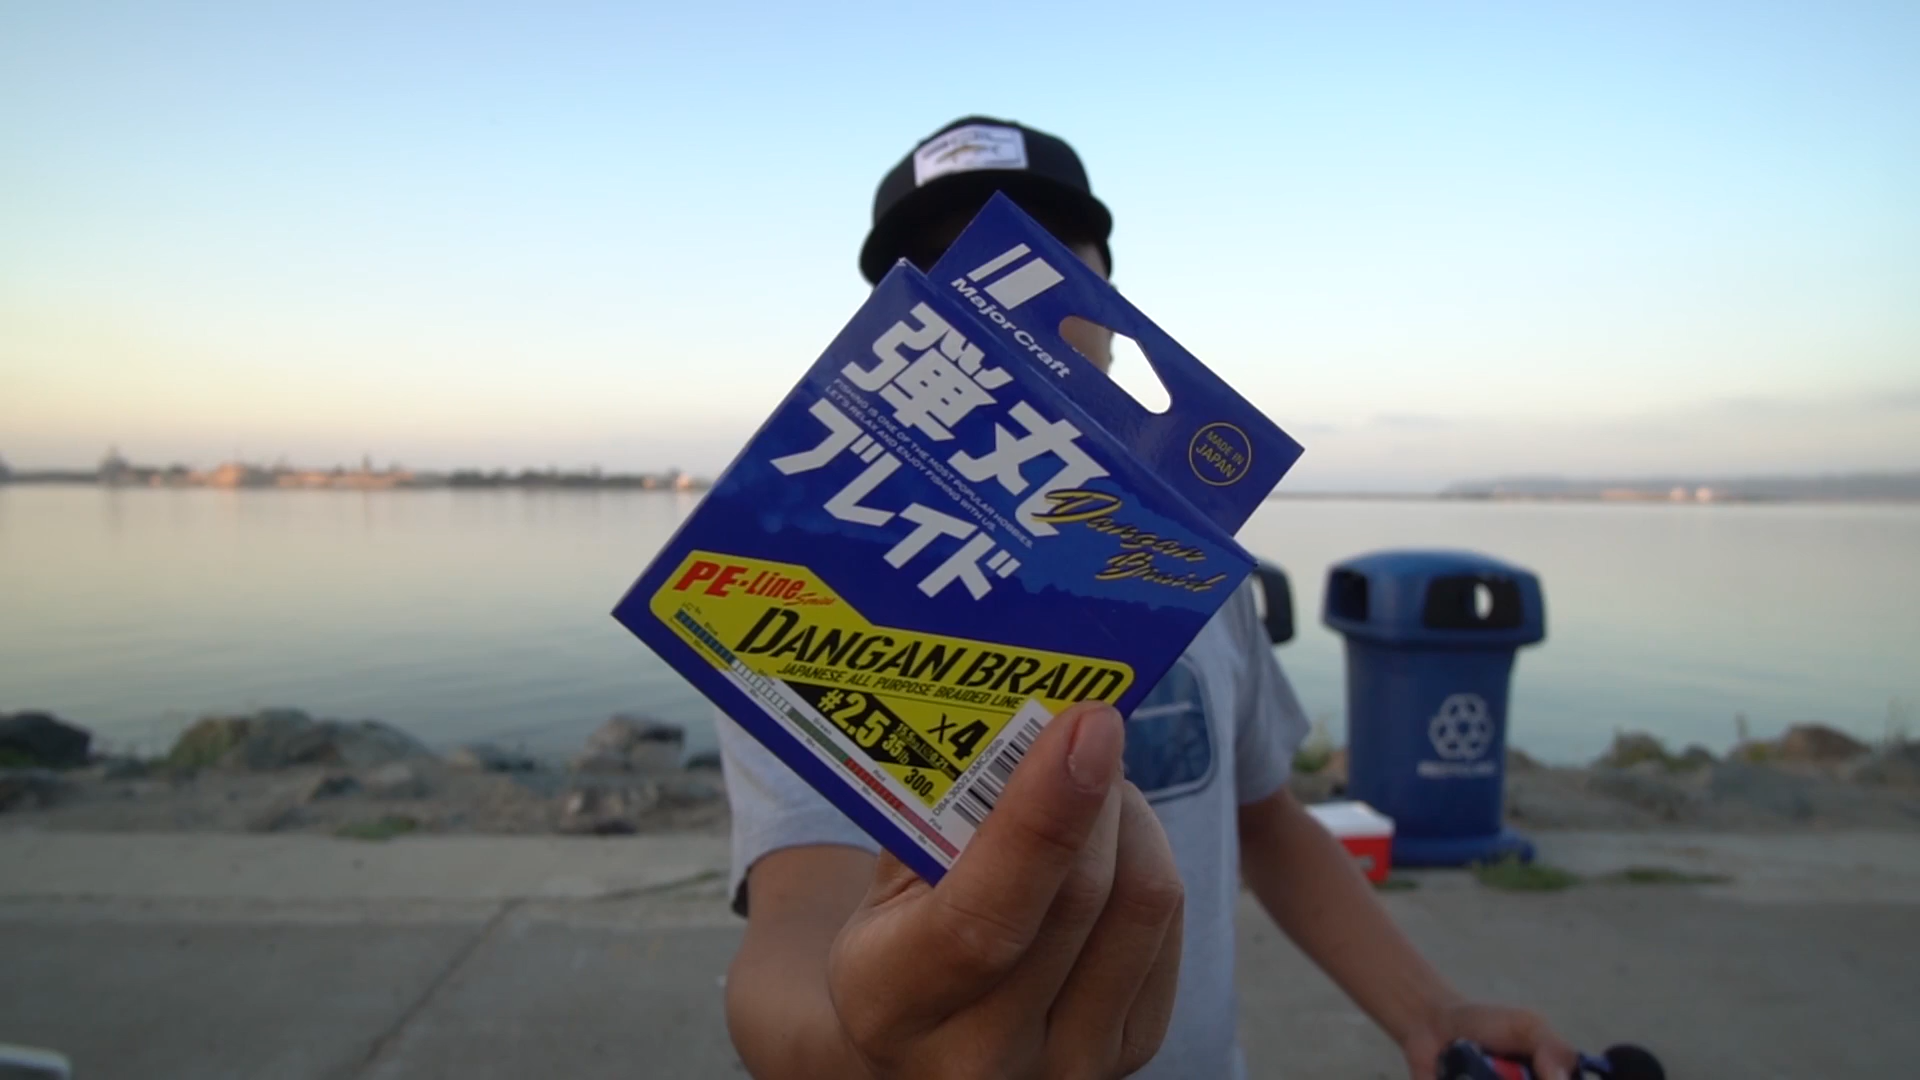 Major Craft
MADE IN
JAPAN
弾丸
FISHING IS ONE OF THE MOST POPULAR HOBBIES.
LET'S RELAX AND ENJOY FISHING WITH US.
ブレイド
Dangan
Braid
PE-Line Series
DANGAN BRAID
JAPANESE ALL PURPOSE BRAIDED LINE
#2.5
35lb
X4
300m
RECYCLING